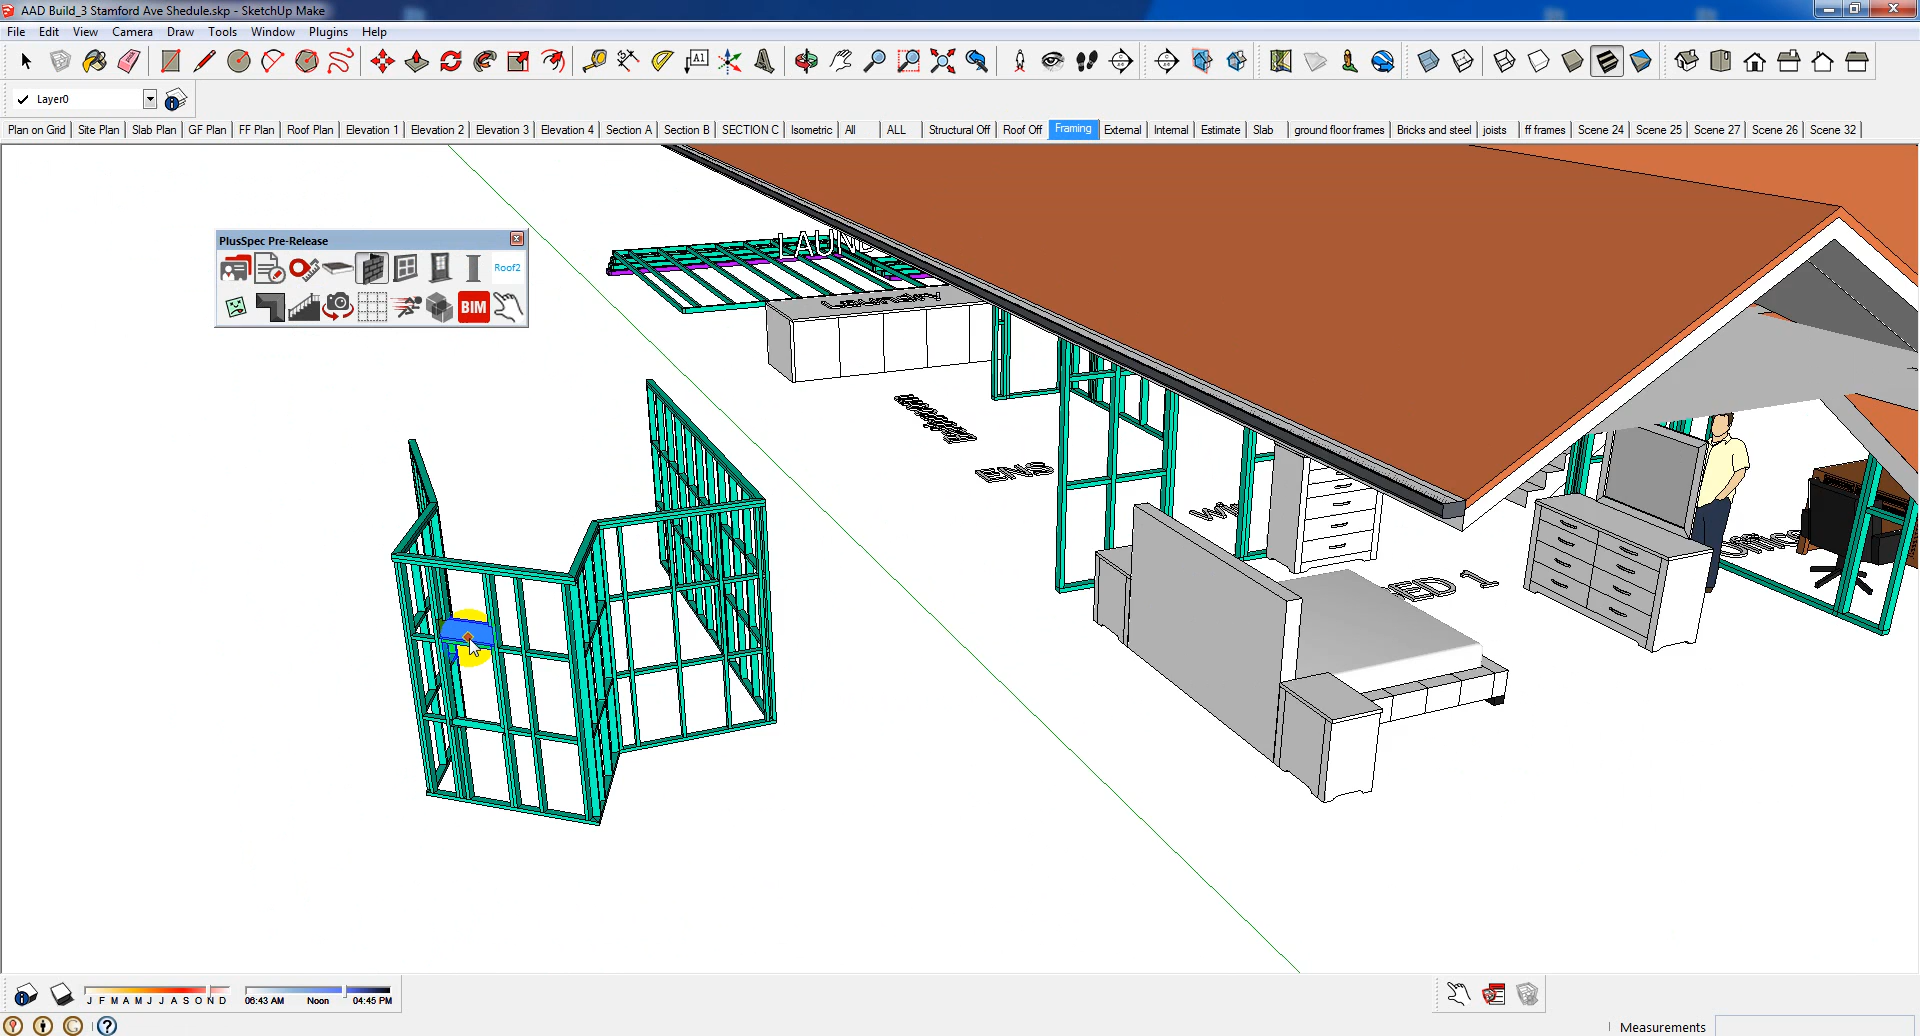 AAD Build_3 Stamford Ave Shedule.skp - SketchUp Make
File Edit View Camera Draw Tools Window Plugins Help
A1
Layer0
Plan on Grid Site Plan Slab Plan GF Plan FF Plan Roof Plan Elevation 1 Elevation 2 Elevation 3 Elevation 4 Section A Section B SECTION C Isometric All ALL Structural Off Roof Off Framing External Internal Estimate Slab ground floor frames Bricks and steel joists ff frames Scene 24 Scene 25 Scene 27 Scene 26 Scene 32
PlusSpec Pre-Release
Roof2
BIM
Laundry
ENS
Office
J F M A M J J A S O N D
06:43 AM Noon 04:45 PM
Measurements